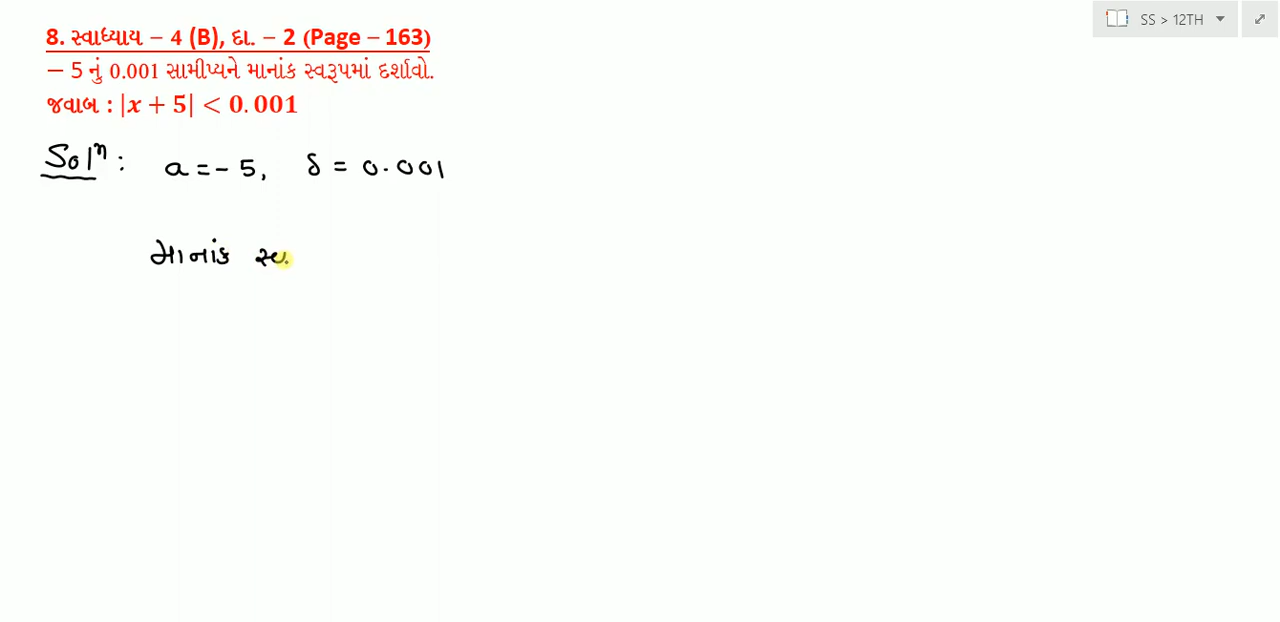 SS > 12TH
8. સ્વાધ્યાય – 4 (B), દા. – 2 (Page – 163)
– 5 નું 0.001 સામીપ્યને માનાંક સ્વરૂપમાં દર્શાવો.
જવાબ : |x + 5| < 0.001
Solⁿ : a = – 5, δ = 0.001
માનાંક સ્વ